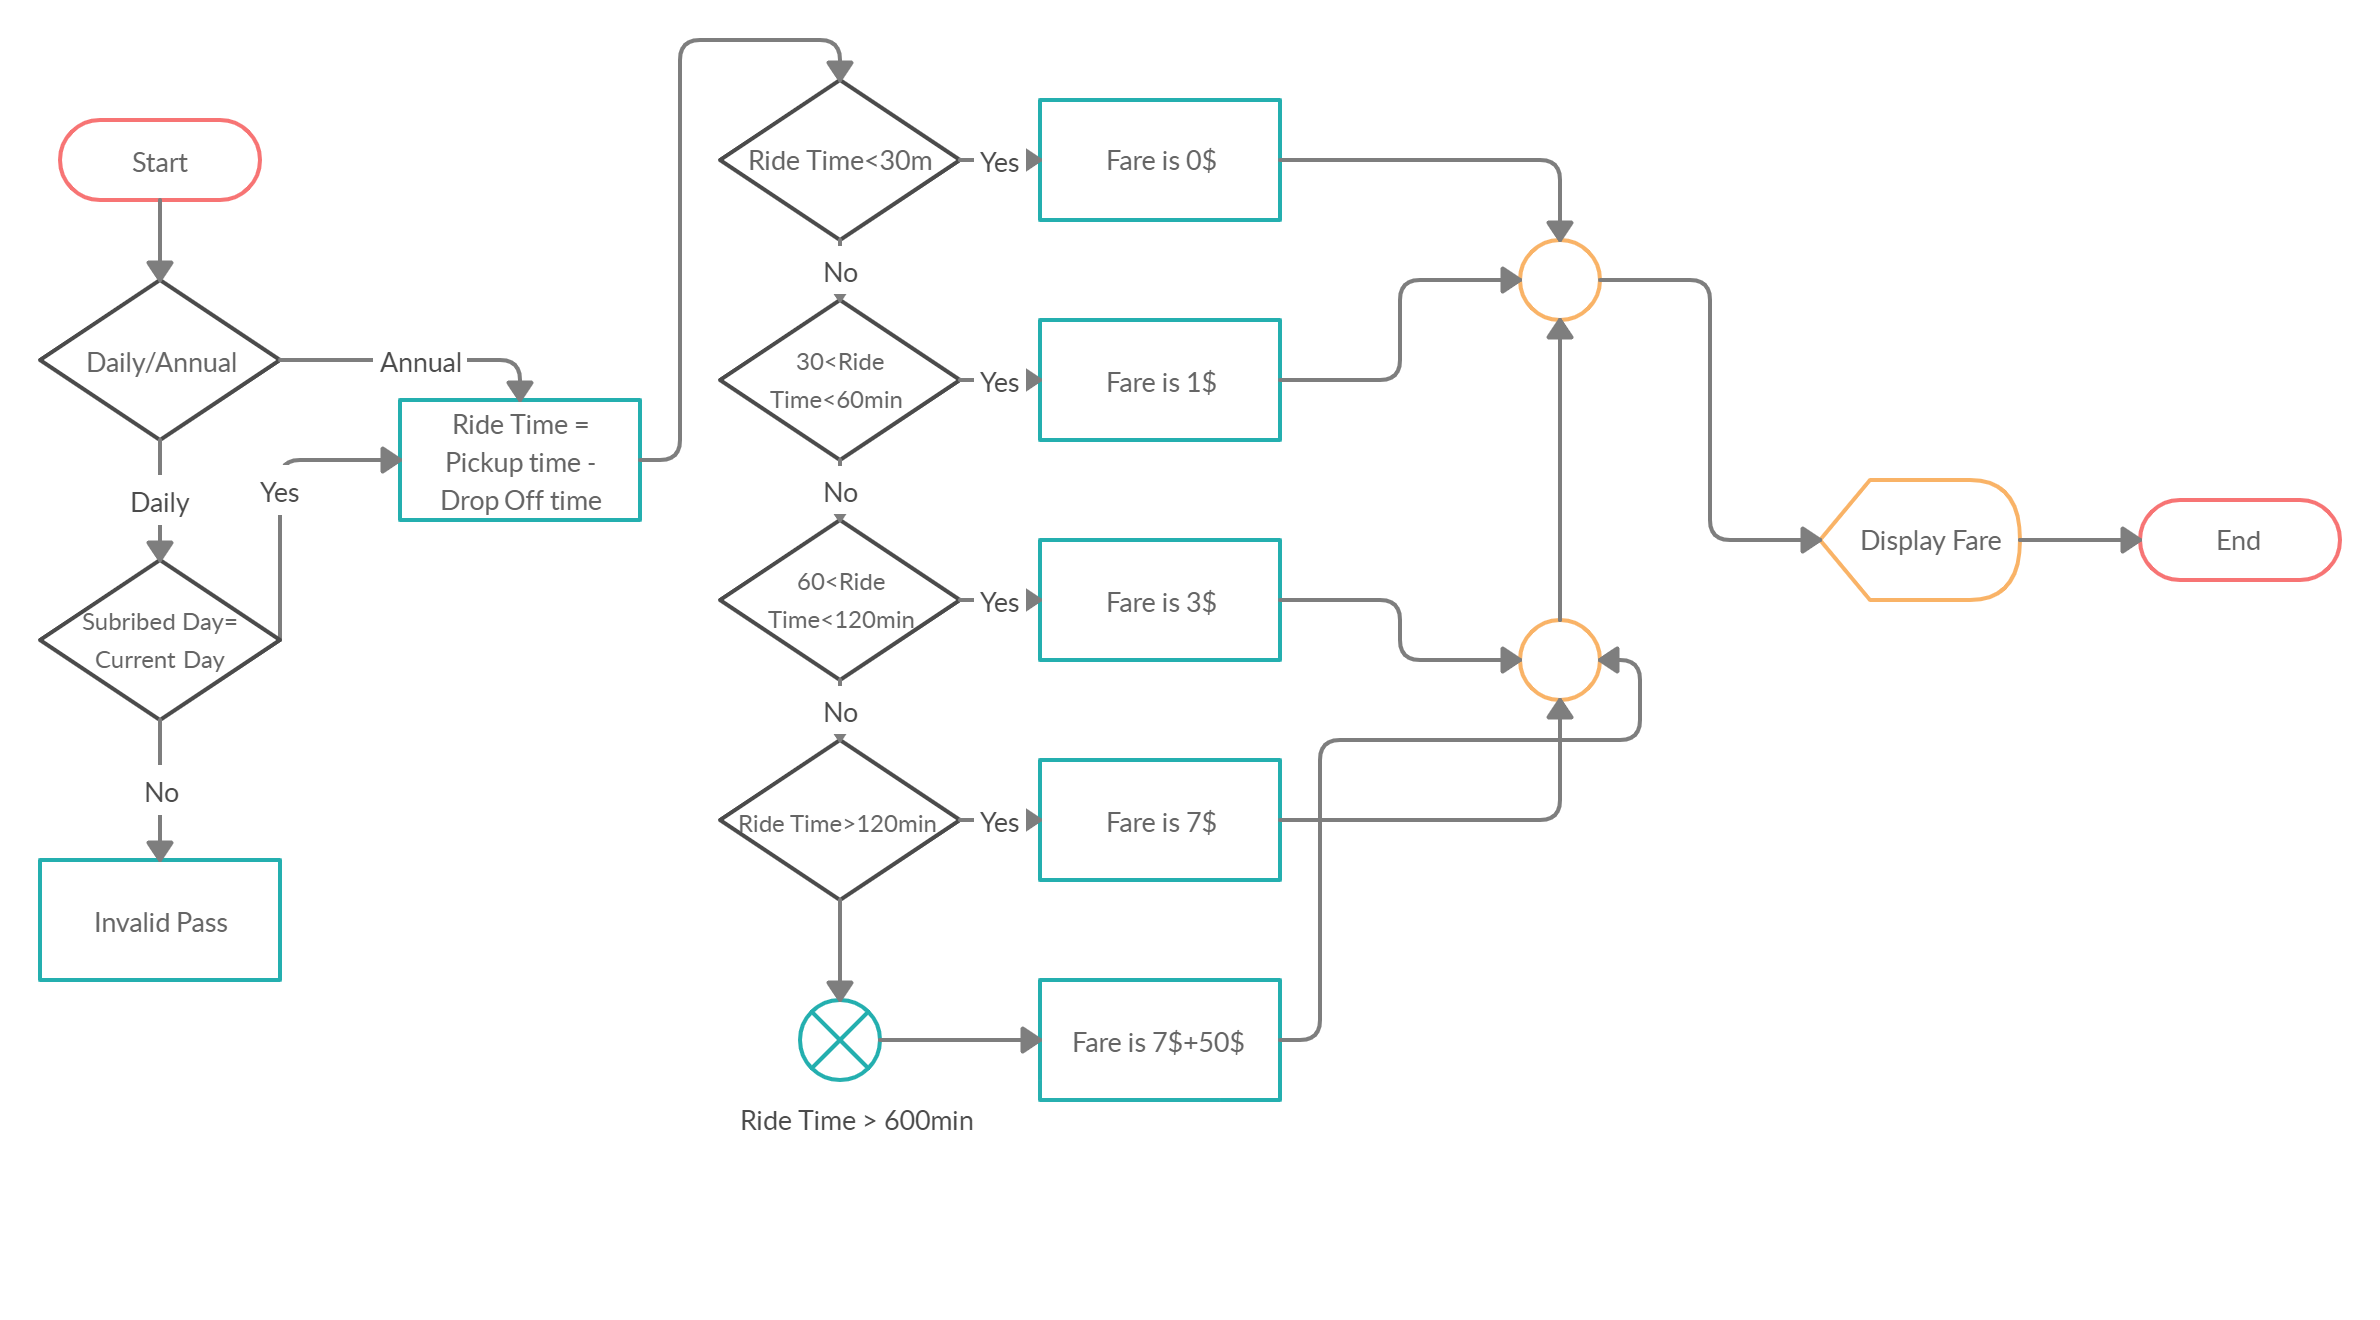 Start
Daily/Annual
Annual
Daily
Yes
Subribed Day=
Current Day
No
Invalid Pass
Ride Time =
Pickup time -
Drop Off time
Ride Time<30m
Yes
Fare is 0$
No
30<Ride
Time<60min
Yes
Fare is 1$
No
60<Ride
Time<120min
Yes
Fare is 3$
No
Ride Time>120min
Yes
Fare is 7$
Fare is 7$+50$
Ride Time > 600min
Display Fare
End